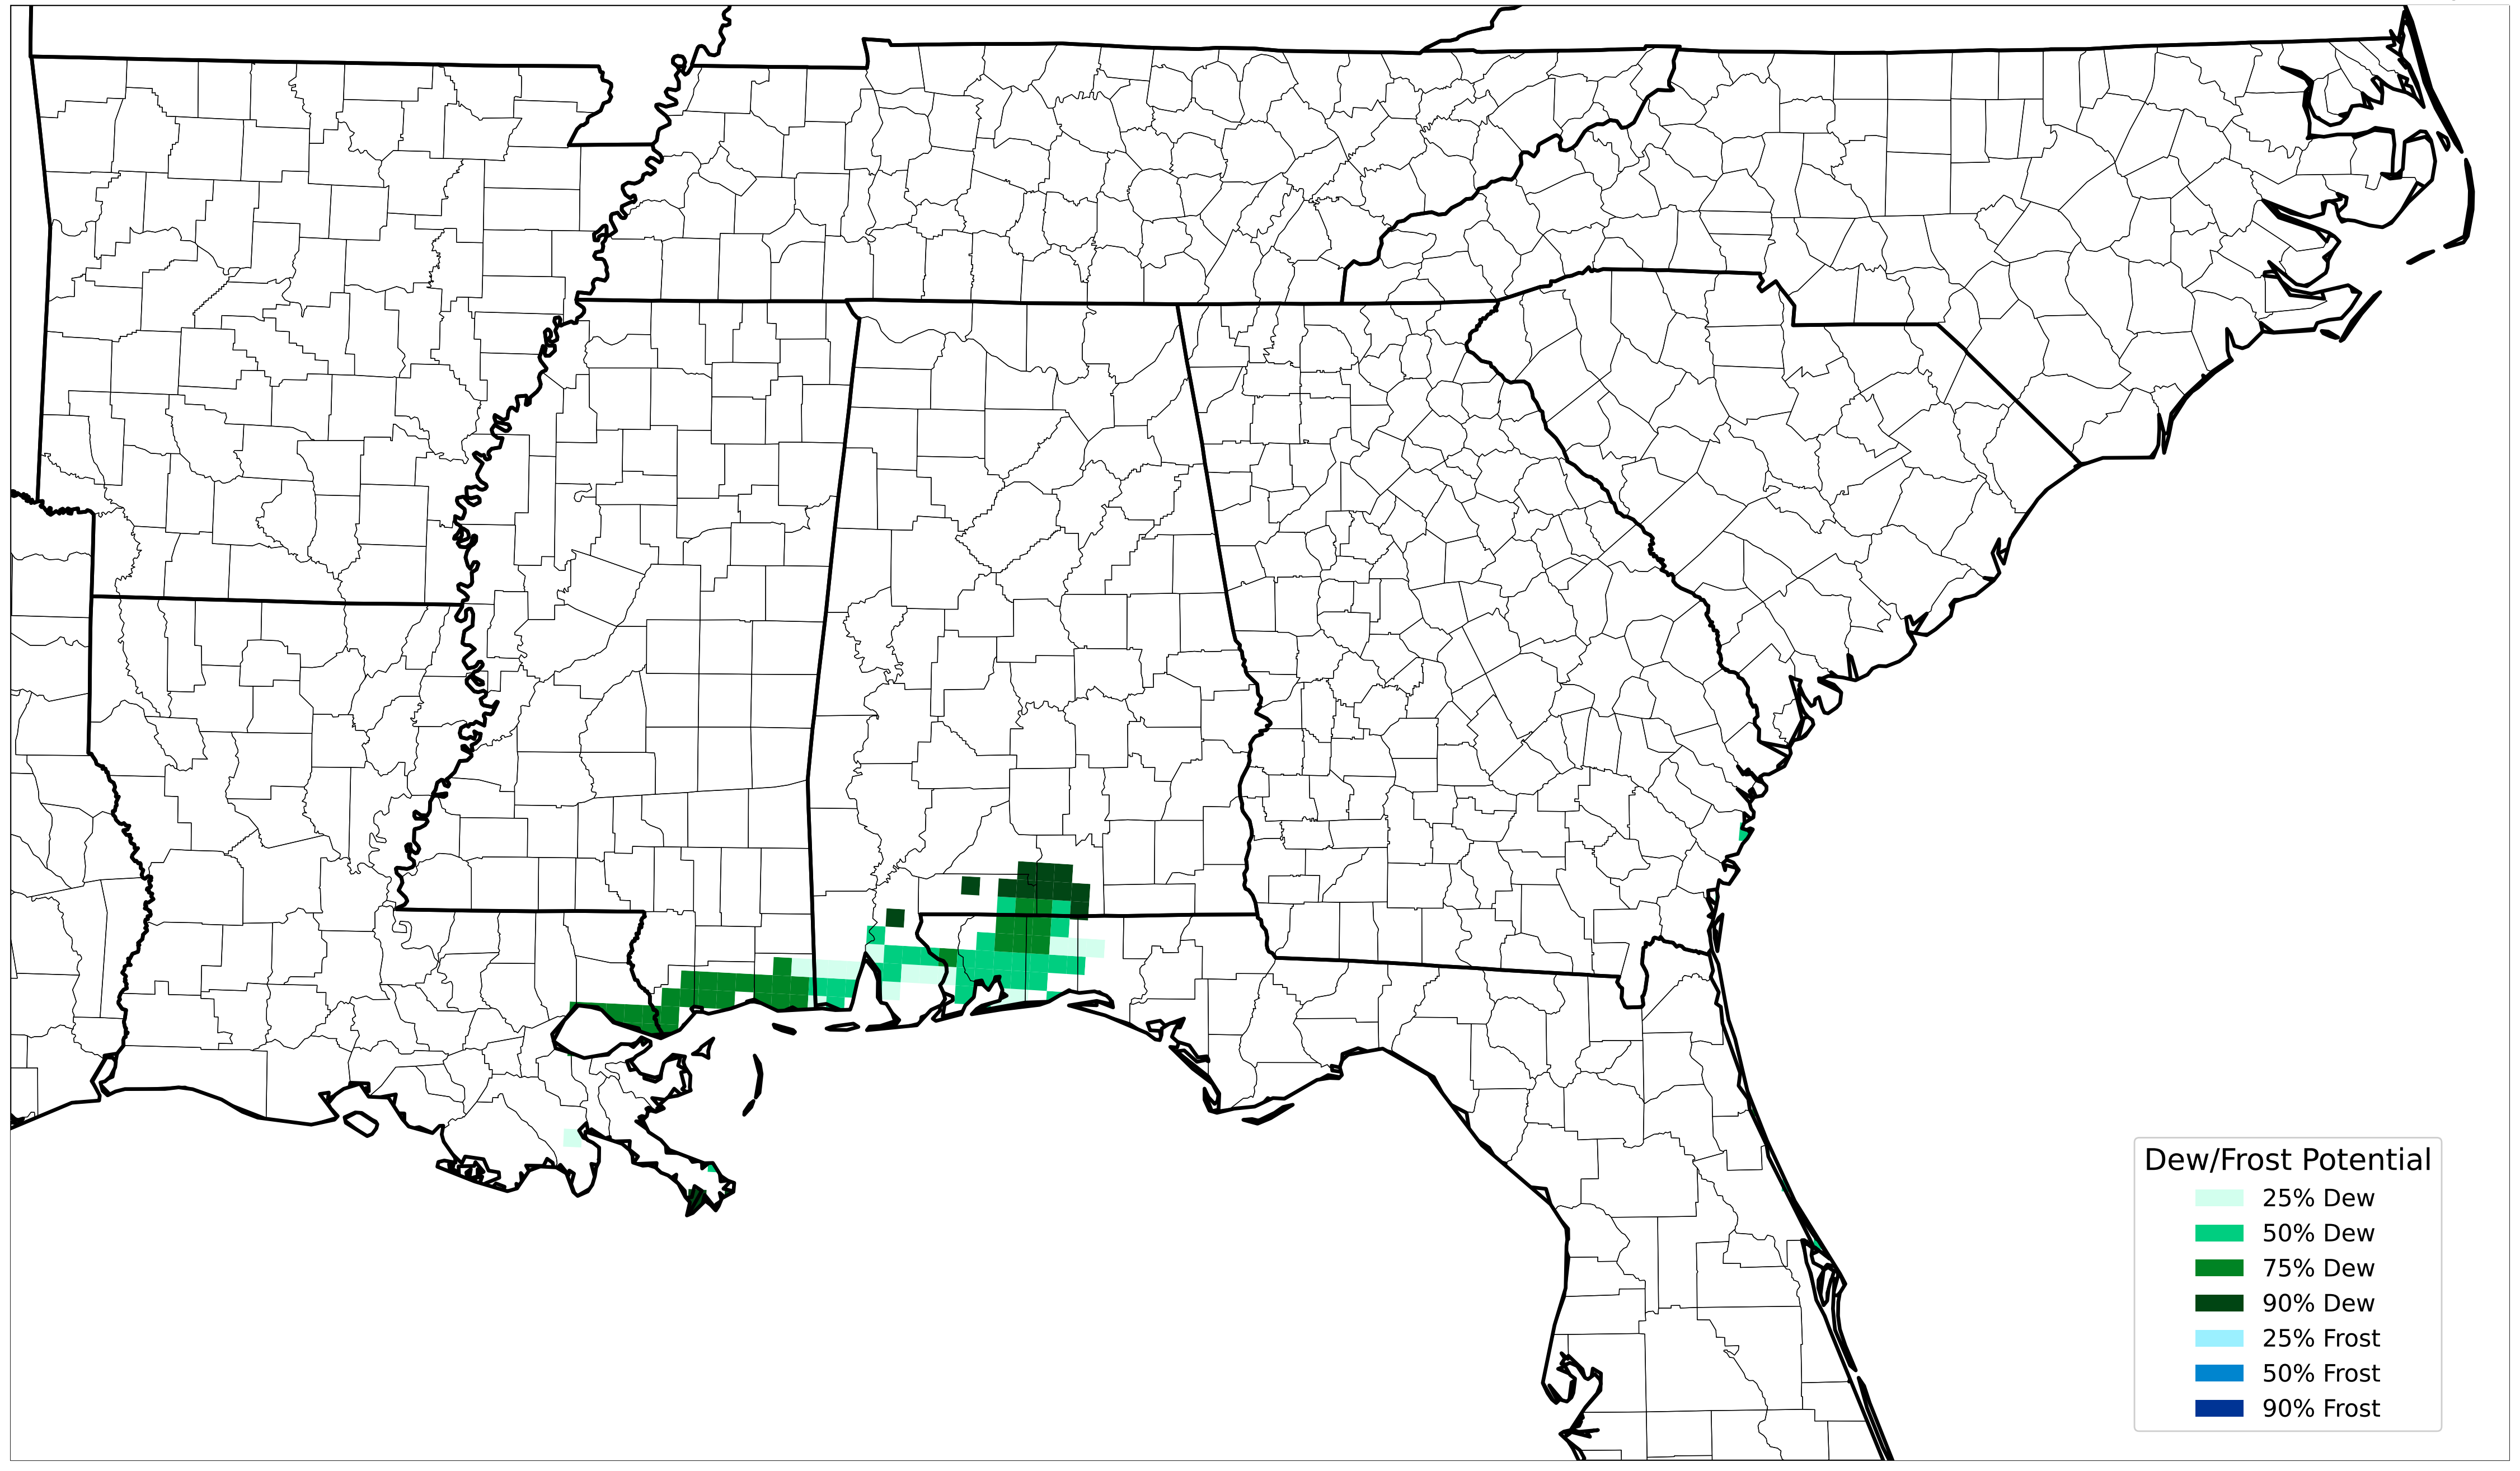 Dew/Frost Potential
25% Dew
50% Dew
75% Dew
90% Dew
25% Frost
50% Frost
90% Frost